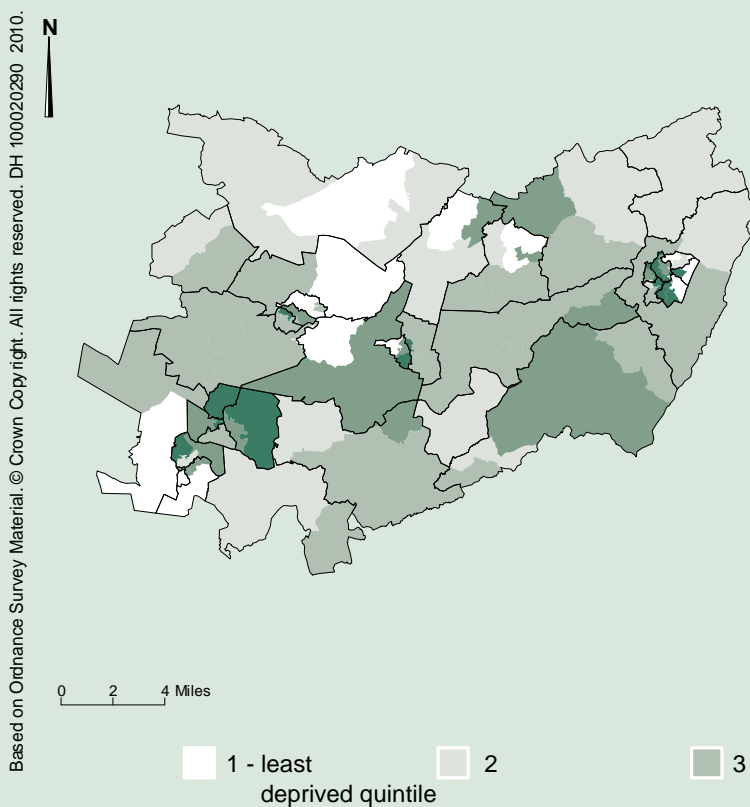 Based on Ordnance Survey Material. © Crown Copyright. All rights reserved. DH 100020290 2010.
N
0 2 4 Miles
1 - least
deprived quintile
2
3